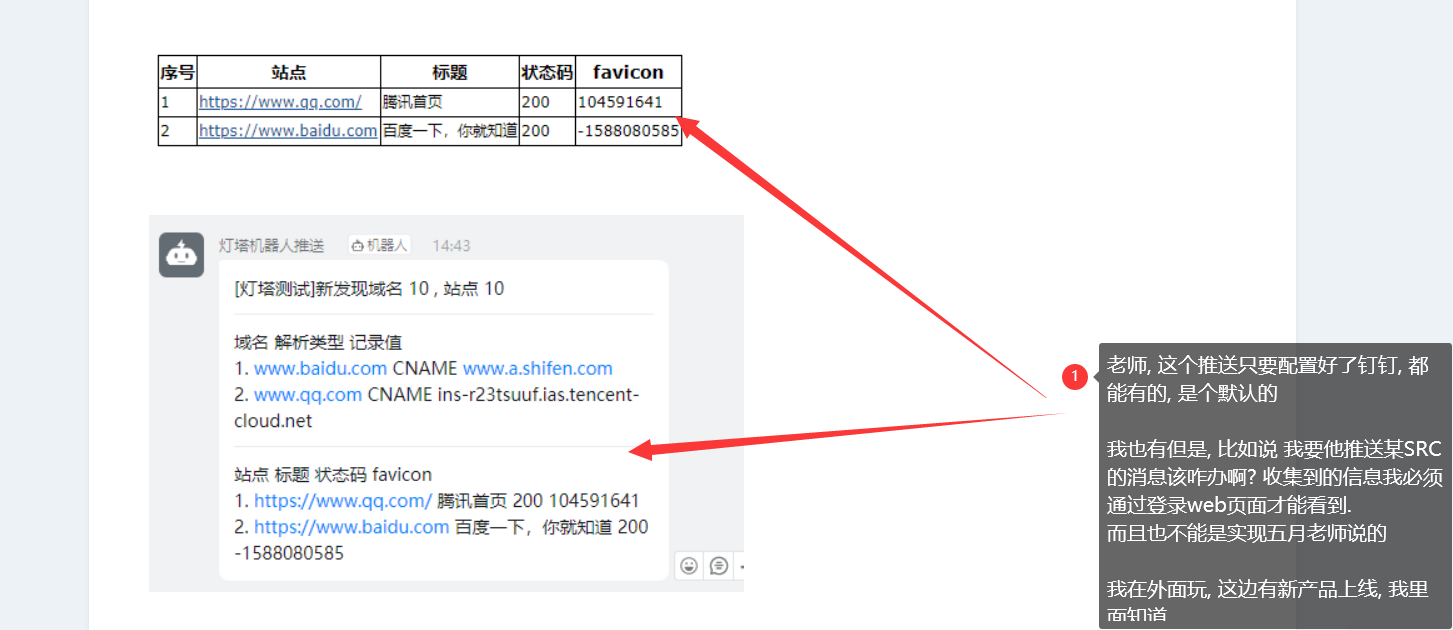 序号 站点 标题 状态码 favicon
1 https://www.qq.com/ 腾讯首页 200 104591641
2 https://www.baidu.com 百度一下，你就知道 200 -1588080585
灯塔机器人推送 机器人 14:43
[灯塔测试]新发现域名 10 , 站点 10
域名 解析类型 记录值
1. www.baidu.com CNAME www.a.shifen.com
2. www.qq.com CNAME ins-r23tsuuf.ias.tencent-
cloud.net
站点 标题 状态码 favicon
1. https://www.qq.com/ 腾讯首页 200 104591641
2. https://www.baidu.com 百度一下，你就知道 200
-1588080585
1
老师, 这个推送只要配置好了钉钉, 都
能有的, 是个默认的
我也有但是, 比如说 我要他推送某SRC
的消息该咋办啊? 收集到的信息我必须
通过登录web页面才能看到.
而且也不能是实现五月老师说的
我在外面玩, 这边有新产品上线, 我里
面知道